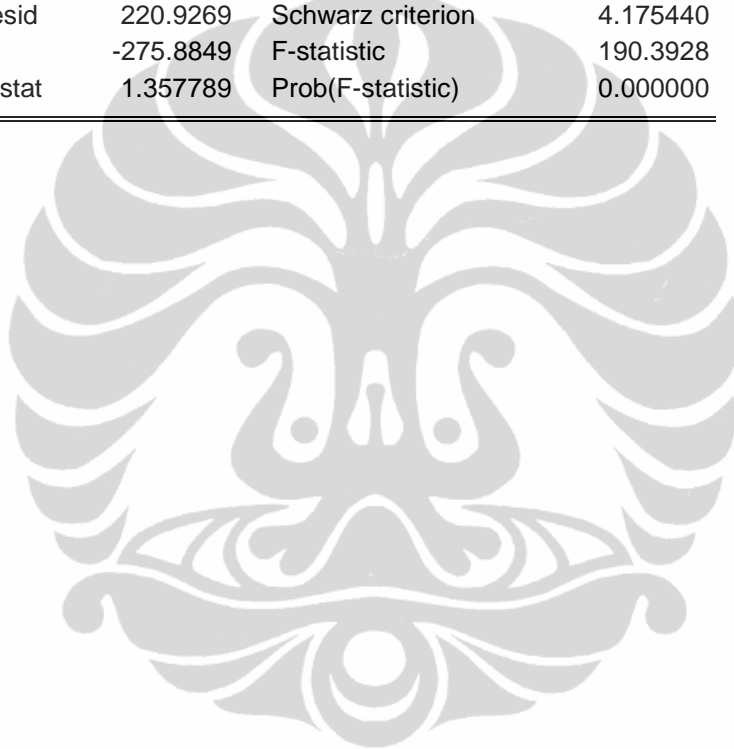 esid 220.9269 Schwarz criterion 4.175440
-275.8849 F-statistic 190.3928
stat 1.357789 Prob(F-statistic) 0.000000